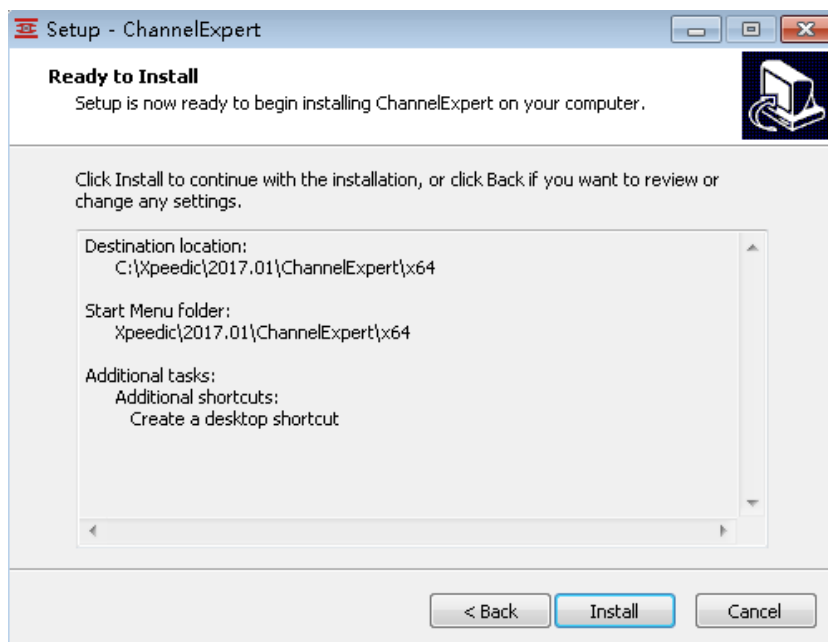 Setup - ChannelExpert
Ready to Install
Setup is now ready to begin installing ChannelExpert on your computer.
Click Install to continue with the installation, or click Back if you want to review or
change any settings.
Destination location:
C:\Xpeedic\2017.01\ChannelExpert\x64
Start Menu folder:
Xpeedic\2017.01\ChannelExpert\x64
Additional tasks:
Additional shortcuts:
Create a desktop shortcut
< Back
Install
Cancel